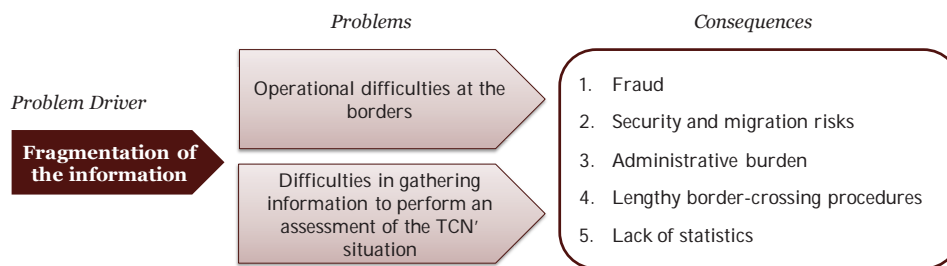 Problem Driver
Fragmentation of
the information
Problems
Operational difficulties at the
borders
Difficulties in gathering
information to perform an
assessment of the TCN’
situation
Consequences
1. Fraud
2. Security and migration risks
3. Administrative burden
4. Lengthy border-crossing procedures
5. Lack of statistics